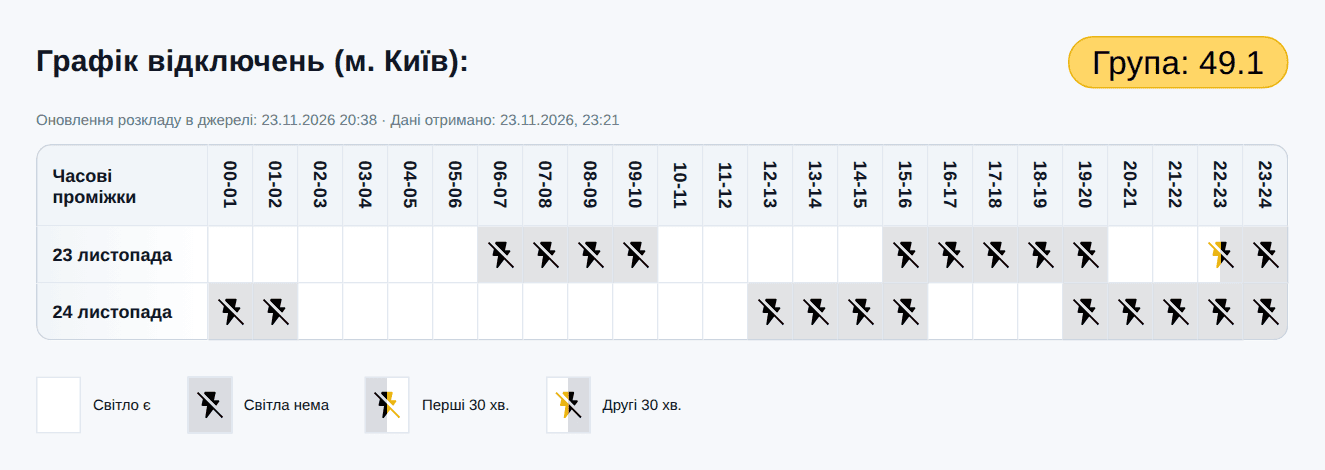 Графік відключень (м. Київ):
Група: 49.1
Оновлення розкладу в джерелі: 23.11.2026 20:38 · Дані отримано: 23.11.2026, 23:21
Часові
проміжки
00-01
01-02
02-03
03-04
04-05
05-06
06-07
07-08
08-09
09-10
10-11
11-12
12-13
13-14
14-15
15-16
16-17
17-18
18-19
19-20
20-21
21-22
22-23
23-24
23 листопада
24 листопада
Світло є
Світла нема
Перші 30 хв.
Другі 30 хв.